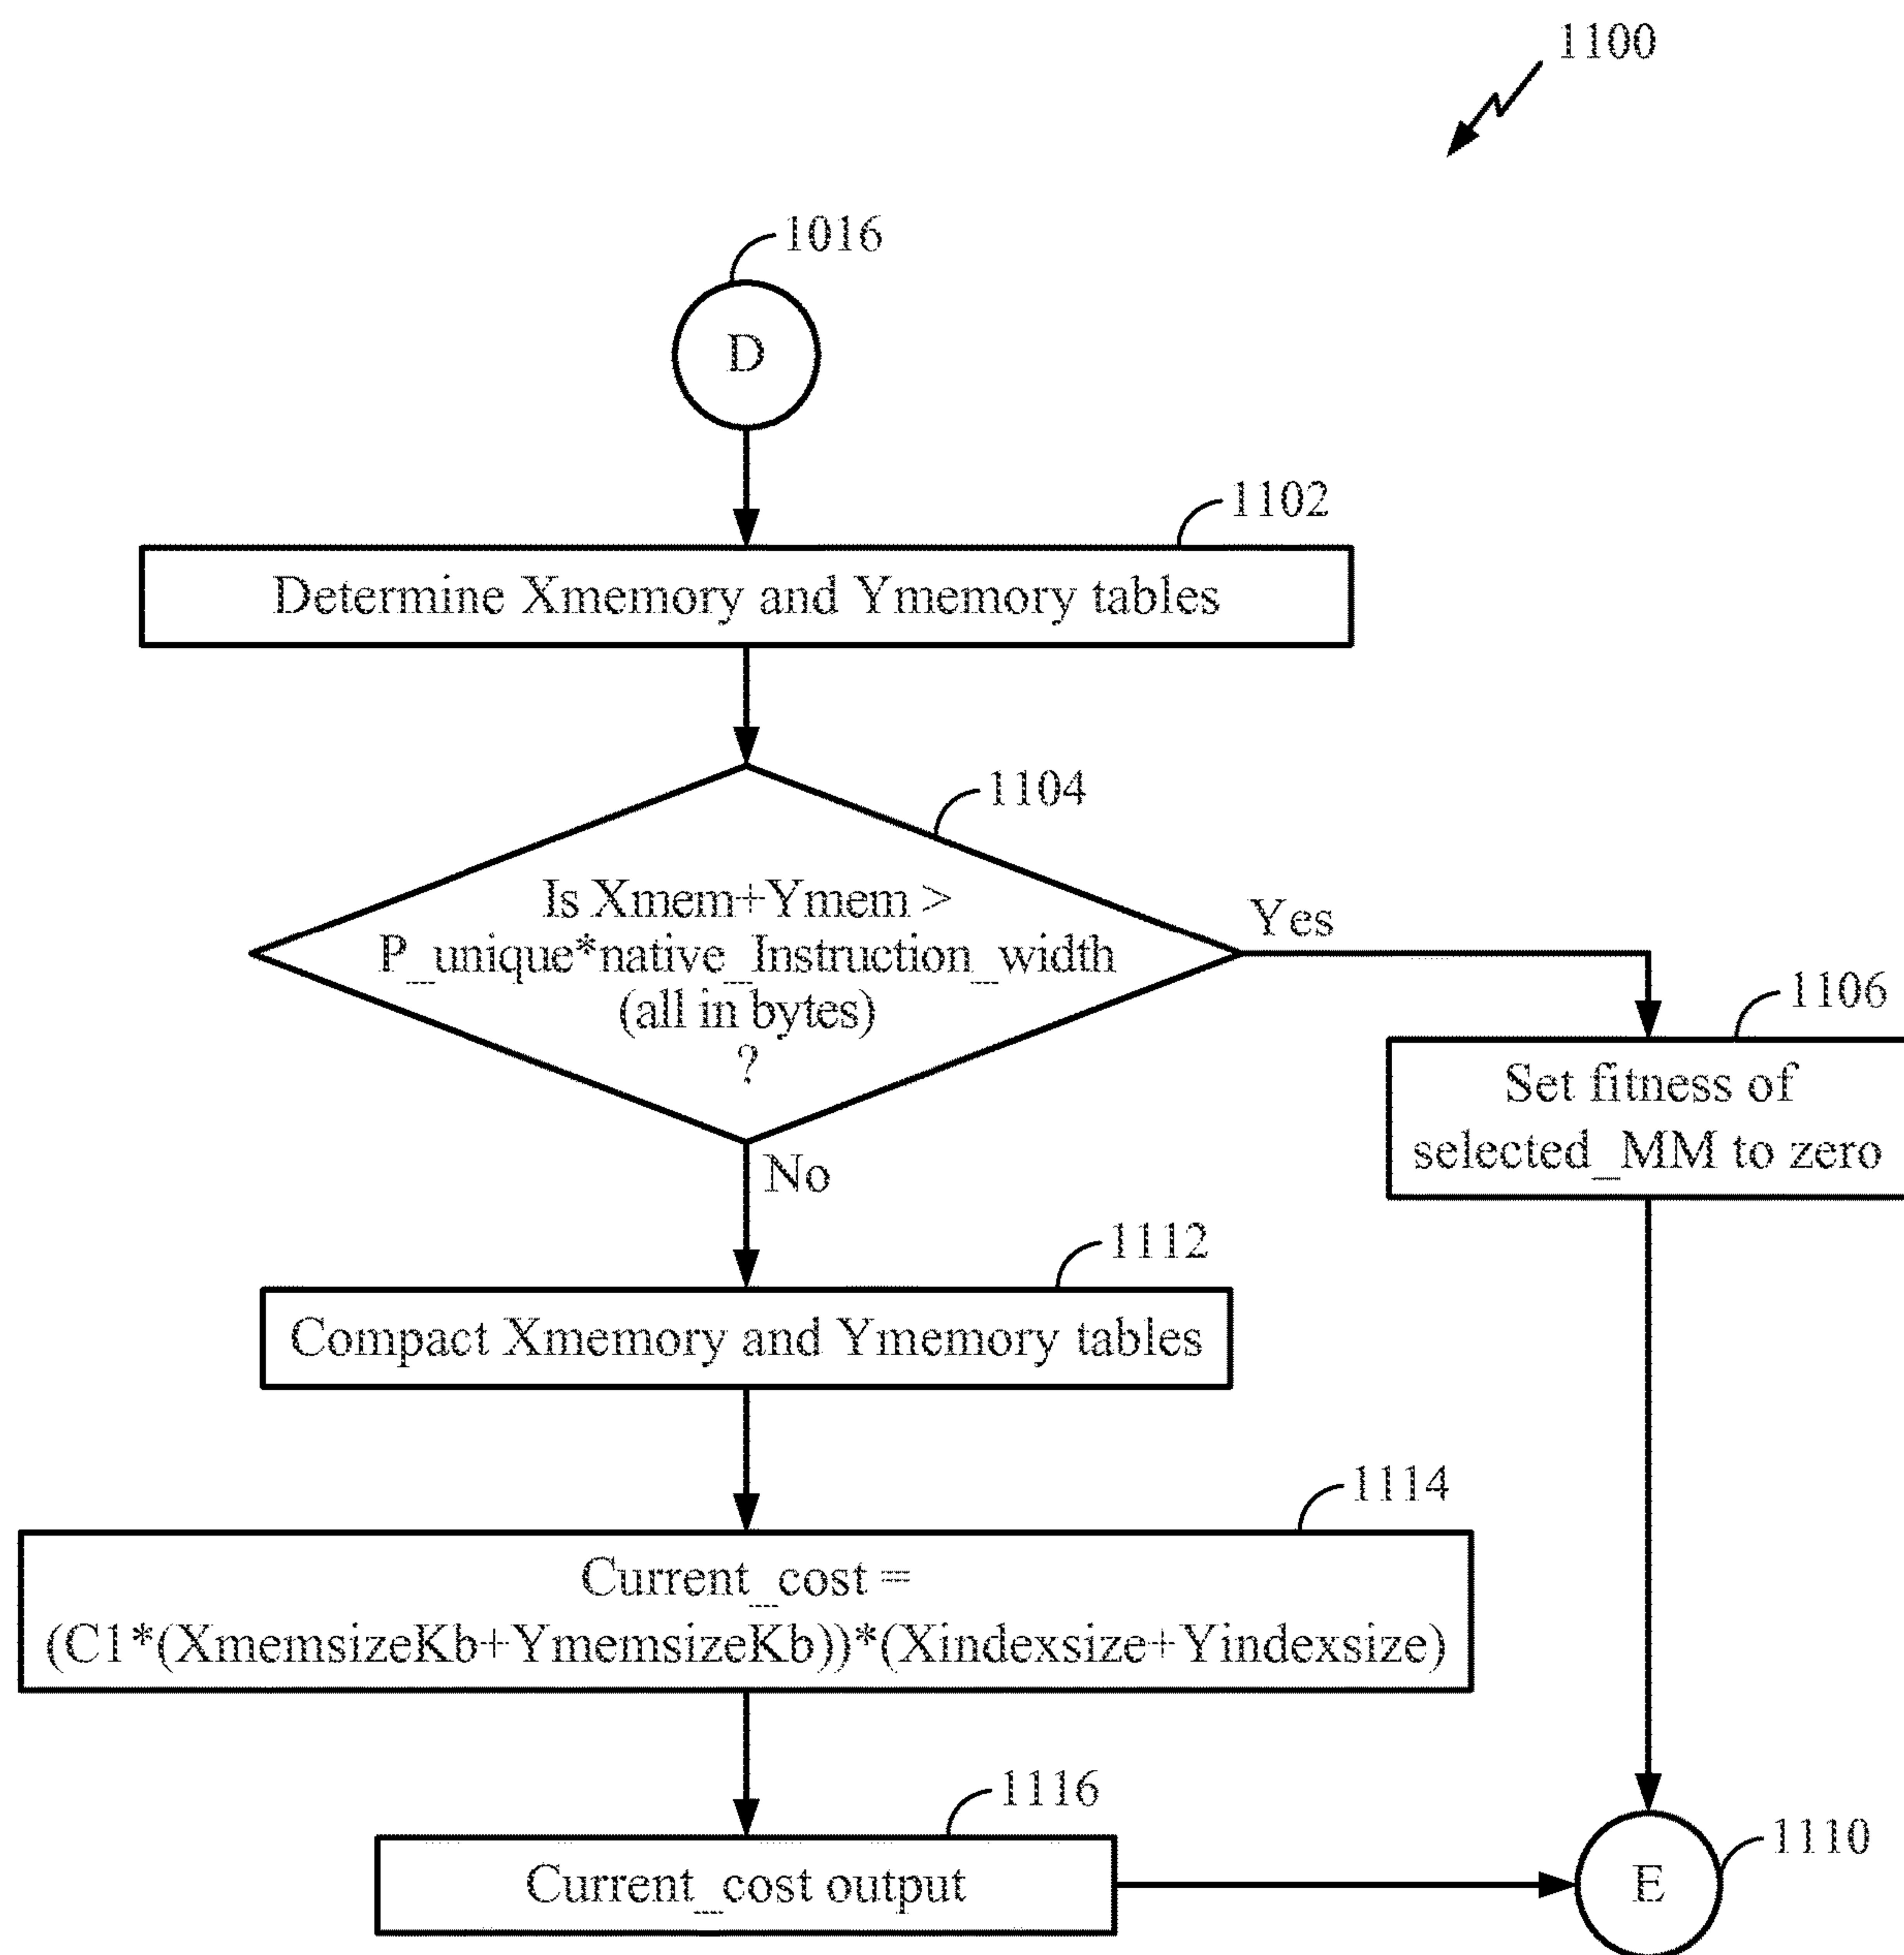 1100
1016
D
1102
Determine Xmemory and Ymemory tables
1104
Is Xmem+Ymem >
P_unique*native_Instruction_width
(all in bytes)
?
Yes
1106
Set fitness of
selected_MM to zero
No
1112
Compact Xmemory and Ymemory tables
1114
Current_cost =
(C1*(XmemsizeKb+YmemsizeKb))*(Xindexsize+Yindexsize)
1116
Current_cost output
1110
E